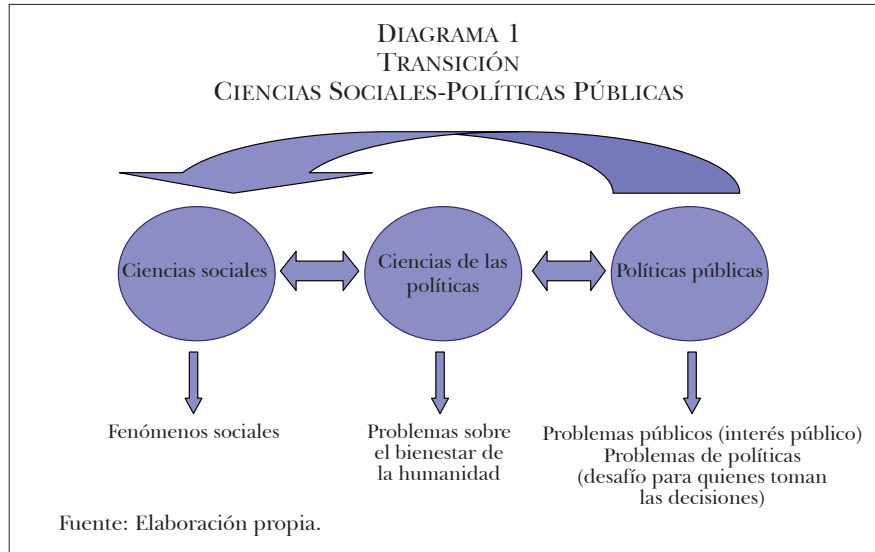 DIAGRAMA 1
TRANSICIÓN
CIENCIAS SOCIALES-POLÍTICAS PÚBLICAS
Ciencias sociales
Ciencias de las
políticas
Políticas públicas
Fenómenos sociales
Problemas sobre
el bienestar de
la humanidad
Problemas públicos (interés público)
Problemas de políticas
(desafío para quienes toman
las decisiones)
Fuente: Elaboración propia.